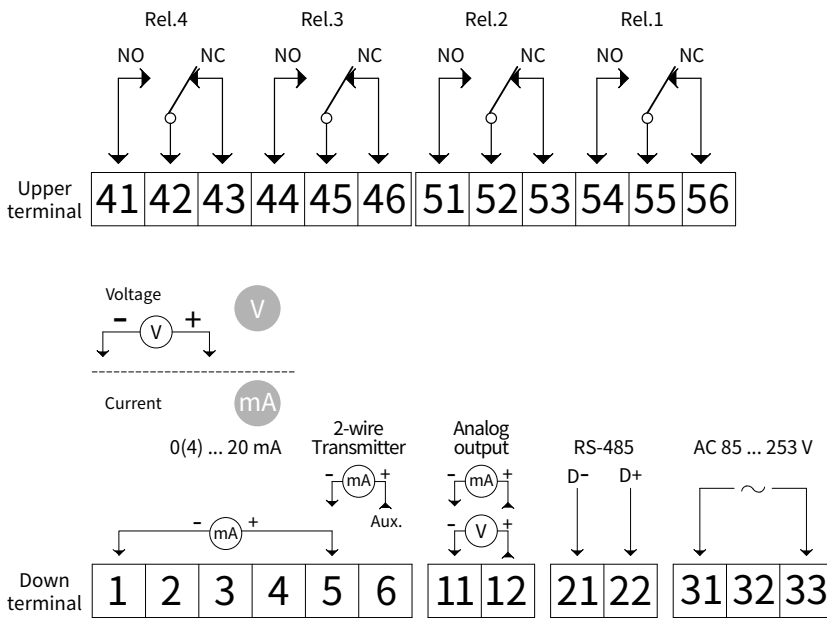 Rel.4 Rel.3 Rel.2 Rel.1
NO NC NO NC NO NC NO NC
Upper
terminal
41 42 43 44 45 46 51 52 53 54 55 56
Voltage
V
- V +
Current
mA
0(4) ... 20 mA
2-wire
Transmitter
- mA +
Aux.
Analog
output
- mA +
- V +
RS-485
D- D+
AC 85 ... 253 V
~
- mA +
Down
terminal
1 2 3 4 5 6 11 12 21 22 31 32 33